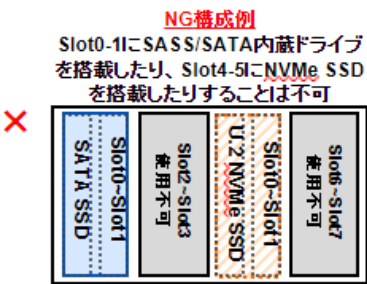 NG構成例
Slot0-1にSASS/SATA内蔵ドライブ
を搭載したり、Slot4-5にNVMe SSD
を搭載したりすることは不可
×
Slot0~Slot1
SATA SSD
Slot2~Slot3
使用不可
Slot0~Slot1
U.2 NVMe SSD
Slot6~Slot7
使用不可